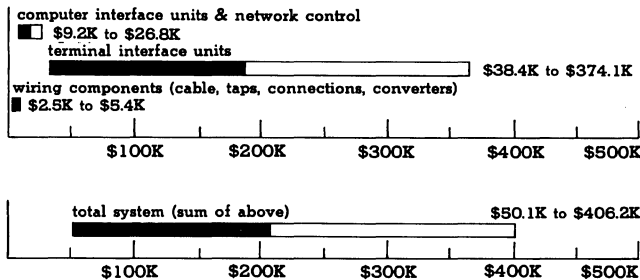 computer interface units & network control
$9.2K to $26.8K
terminal interface units
$38.4K to $374.1K
wiring components (cable, taps, connections, converters)
$2.5K to $5.4K
$100K $200K $300K $400K $500K
total system (sum of above) $50.1K to $406.2K
$100K $200K $300K $400K $500K